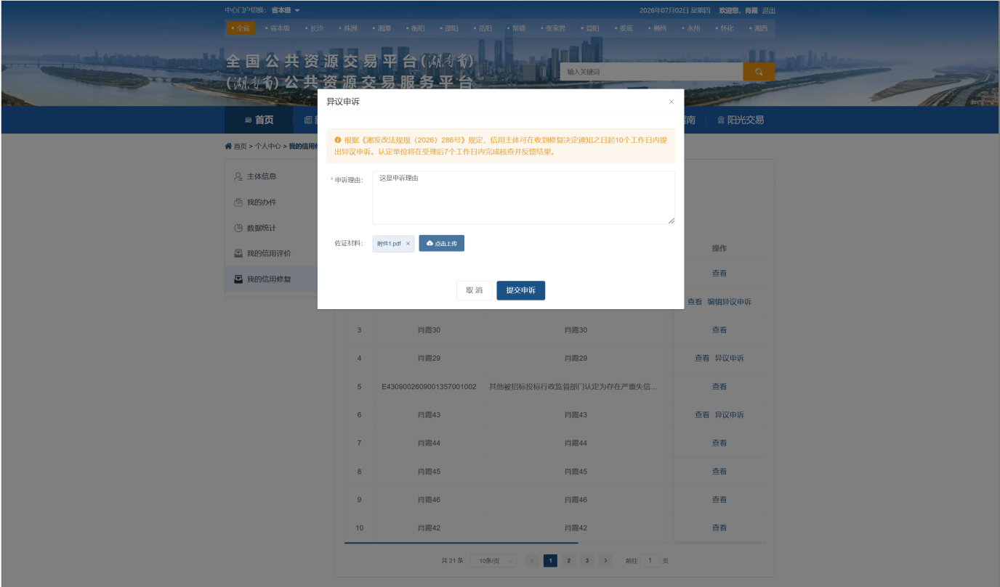 中心门户切换: 省本级
2026年07月02日 星期四 欢迎您，肖霞 退出
• 全省 • 省本级 • 长沙 • 株洲 • 湘潭 • 衡阳 • 邵阳 • 岳阳 • 常德 • 张家界 • 益阳 • 娄底 • 郴州 • 永州 • 怀化 • 湘西
全国公共资源交易平台(湖南省)
(湖南省)公共资源交易服务平台
输入关键词
首页
南 阳光交易
首页 > 个人中心 > 我的信用
主体信息
我的办件
数据统计
我的信用评价
我的信用修复
异议申诉
根据《湘发改法规规（2026）286号》规定，信用主体可在收到修复决定通知之日起10个工作日内提
出异议申诉。认定单位将在受理后7个工作日内完成核查并反馈结果。
* 申诉理由: 这是申诉理由
佐证材料: 附件1.pdf × 点击上传
取 消 提交申诉
操作
查看
查看 编辑异议申诉
3 肖霞30 肖霞30 查看
4 肖霞29 肖霞29 查看 异议申诉
5 E4309002609001357001002 其他被招标投标行政监督部门认定为存在严重失信... 查看
6 肖霞43 肖霞43 查看 异议申诉
7 肖霞44 肖霞44 查看
8 肖霞45 肖霞45 查看
9 肖霞46 肖霞46 查看
10 肖霞42 肖霞42 查看
共 21 条 10条/页 < 1 2 3 > 前往 1 页